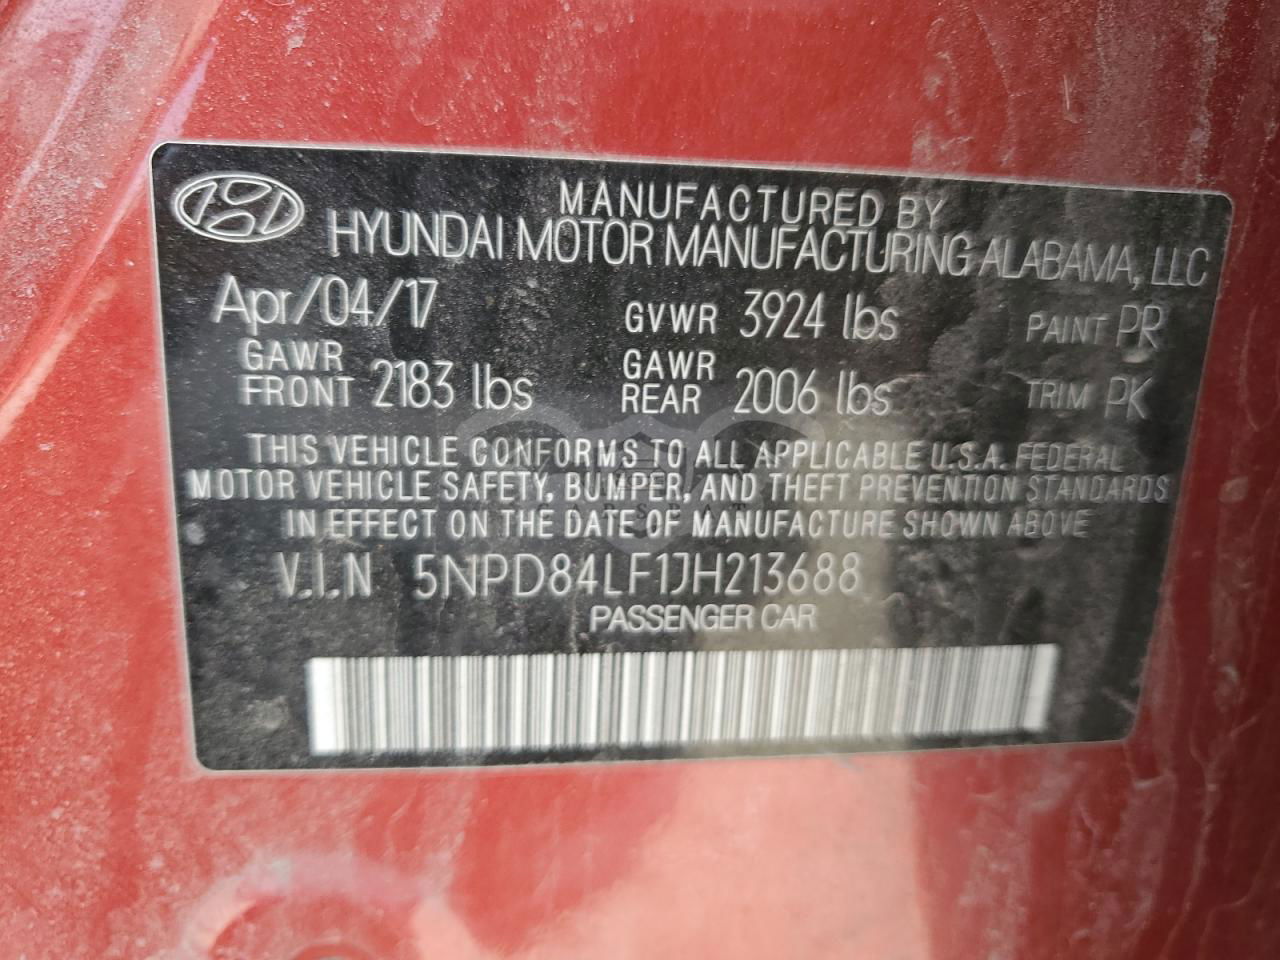 MANUFACTURED BY
HYUNDAI MOTOR MANUFACTURING ALABAMA, LLC
Apr/04/17 GVWR 3924 lbs PAINT PR
GAWR FRONT 2183 lbs GAWR REAR 2006 lbs TRIM PK
THIS VEHICLE CONFORMS TO ALL APPLICABLE U.S.A. FEDERAL
MOTOR VEHICLE SAFETY, BUMPER, AND THEFT PREVENTION STANDARDS
IN EFFECT ON THE DATE OF MANUFACTURE SHOWN ABOVE
V.I.N 5NPD84LF1JH213688
PASSENGER CAR